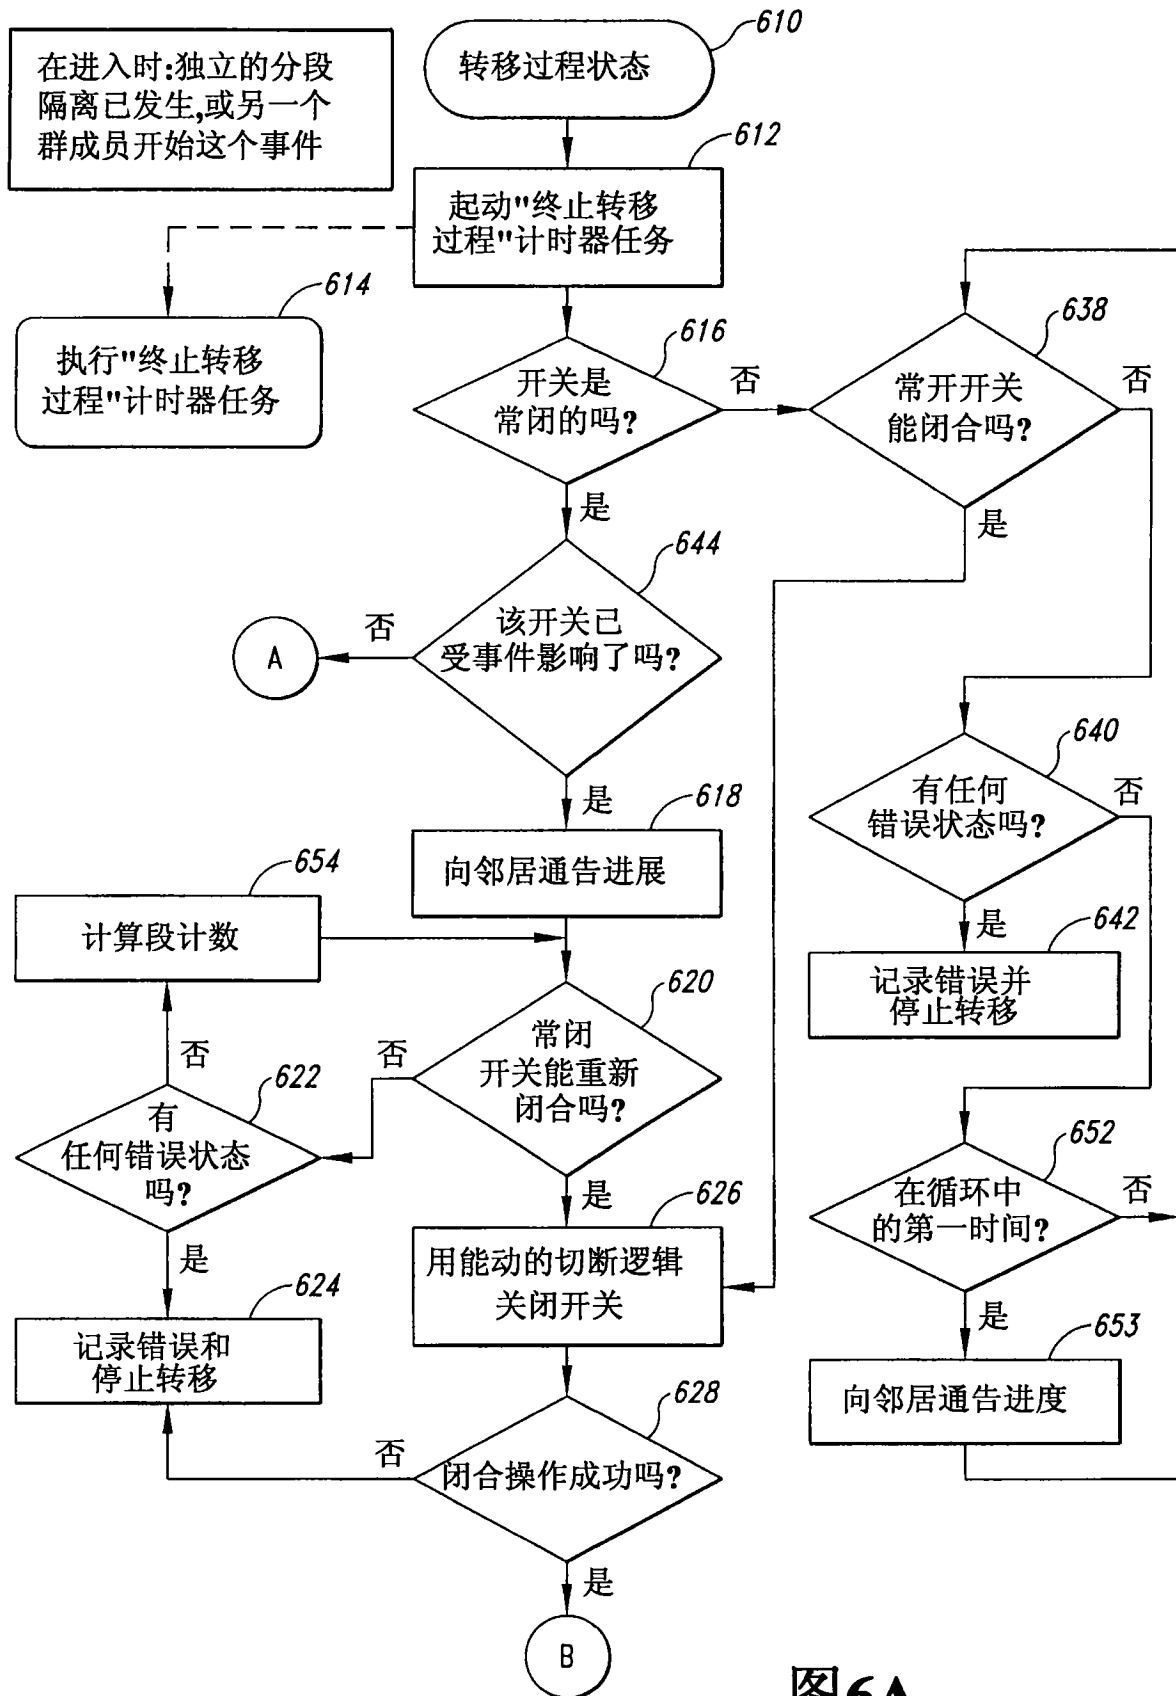 在进入时:独立的分段
隔离已发生,或另一个
群成员开始这个事件
转移过程状态
610
612
起动"终止转移
过程"计时器任务
614
执行"终止转移
过程"计时器任务
616
开关是
常闭的吗?
否
是
638
常开开关
能闭合吗?
否
是
644
该开关已
受事件影响了吗?
否
A
是
640
有任何
错误状态吗?
否
是
618
向邻居通告进展
654
计算段计数
642
记录错误并
停止转移
620
常闭
开关能重新
闭合吗?
否
是
622
有
任何错误状态
吗?
否
是
652
在循环中
的第一时间?
否
是
626
用能动的切断逻辑
关闭开关
624
记录错误和
停止转移
653
向邻居通告进度
628
闭合操作成功吗?
否
是
B
图6A